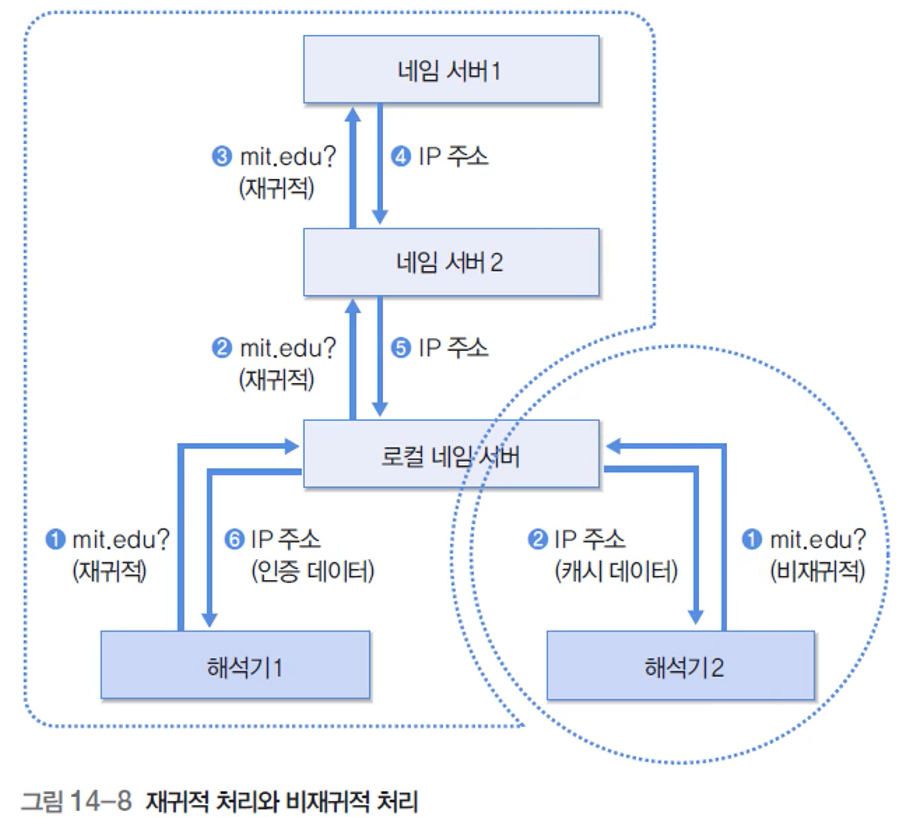 네임 서버 1
❸ mit.edu?
(재귀적)
❹ IP 주소
네임 서버 2
❷ mit.edu?
(재귀적)
❺ IP 주소
로컬 네임 서버
❶ mit.edu?
(재귀적)
❻ IP 주소
(인증 데이터)
❷ IP 주소
(캐시 데이터)
❶ mit.edu?
(비재귀적)
해석기 1
해석기 2
그림 14-8 재귀적 처리와 비재귀적 처리